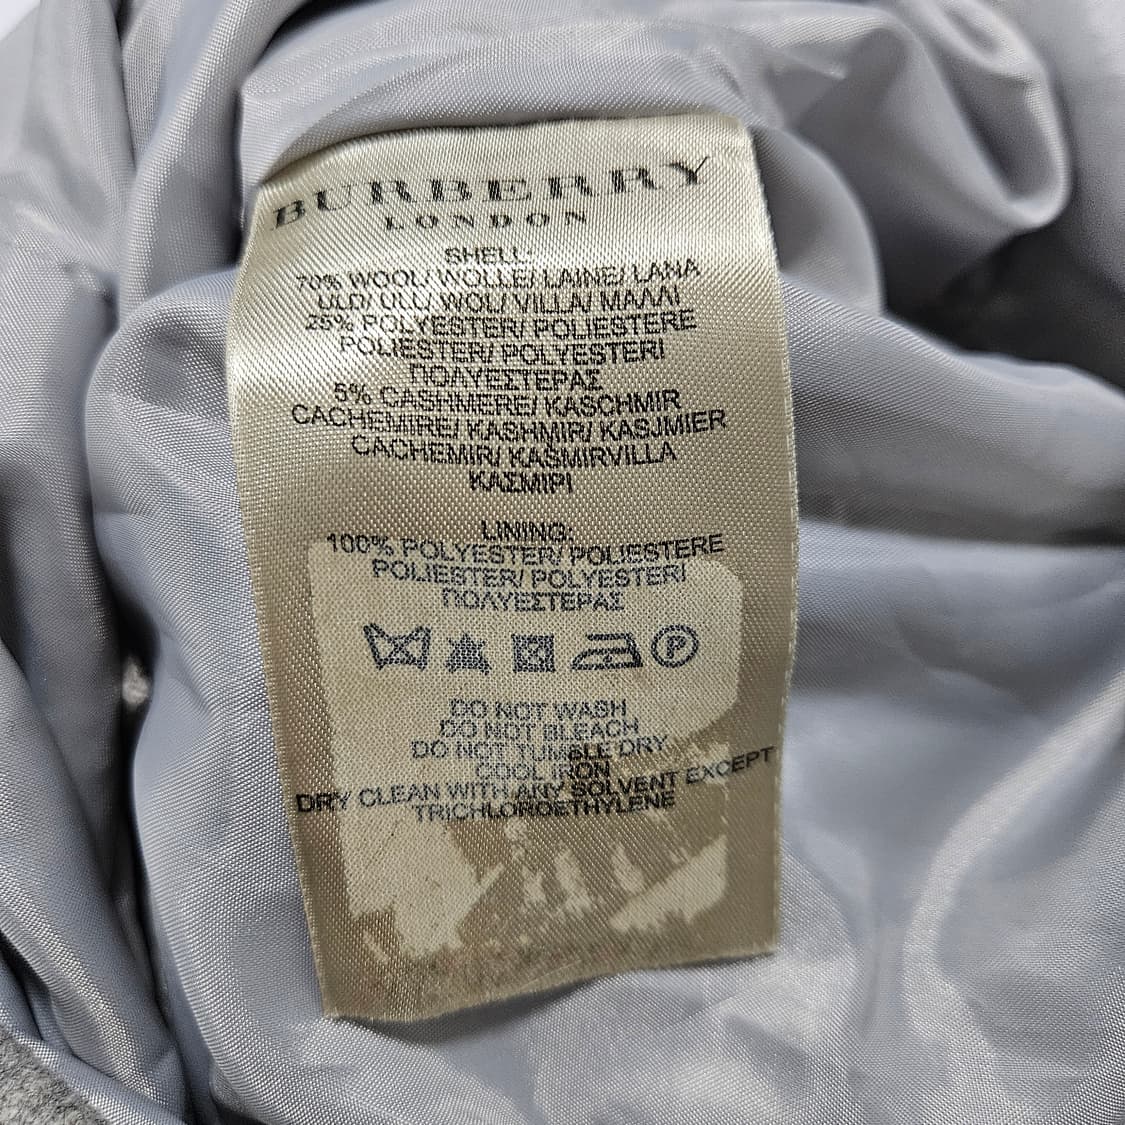 BURBERRY
LONDON
SHELL:
70% WOOL/ WOLLE/ LAINE/ LANA
ULD/ ULL/ WOL/ VILLA/ ΜΑΛΛΙ
25% POLYESTER/ POLIESTERE
POLIESTER/ POLYESTERI
ΠΟΛΥΕΣΤΕΡΑΣ
5% CASHMERE/ KASCHMIR
CACHEMIRE/ KASHMIR/ KASJMIER
CACHEMIR/ KASMIRVILLA
ΚΑΣΜΙΡΙ
LINING:
100% POLYESTER/ POLIESTERE
POLIESTER/ POLYESTERI
ΠΟΛΥΕΣΤΕΡΑΣ
P
DO NOT WASH
DO NOT BLEACH
DO NOT TUMBLE DRY
COOL IRON
DRY CLEAN WITH ANY SOLVENT EXCEPT
TRICHLOROETHYLENE